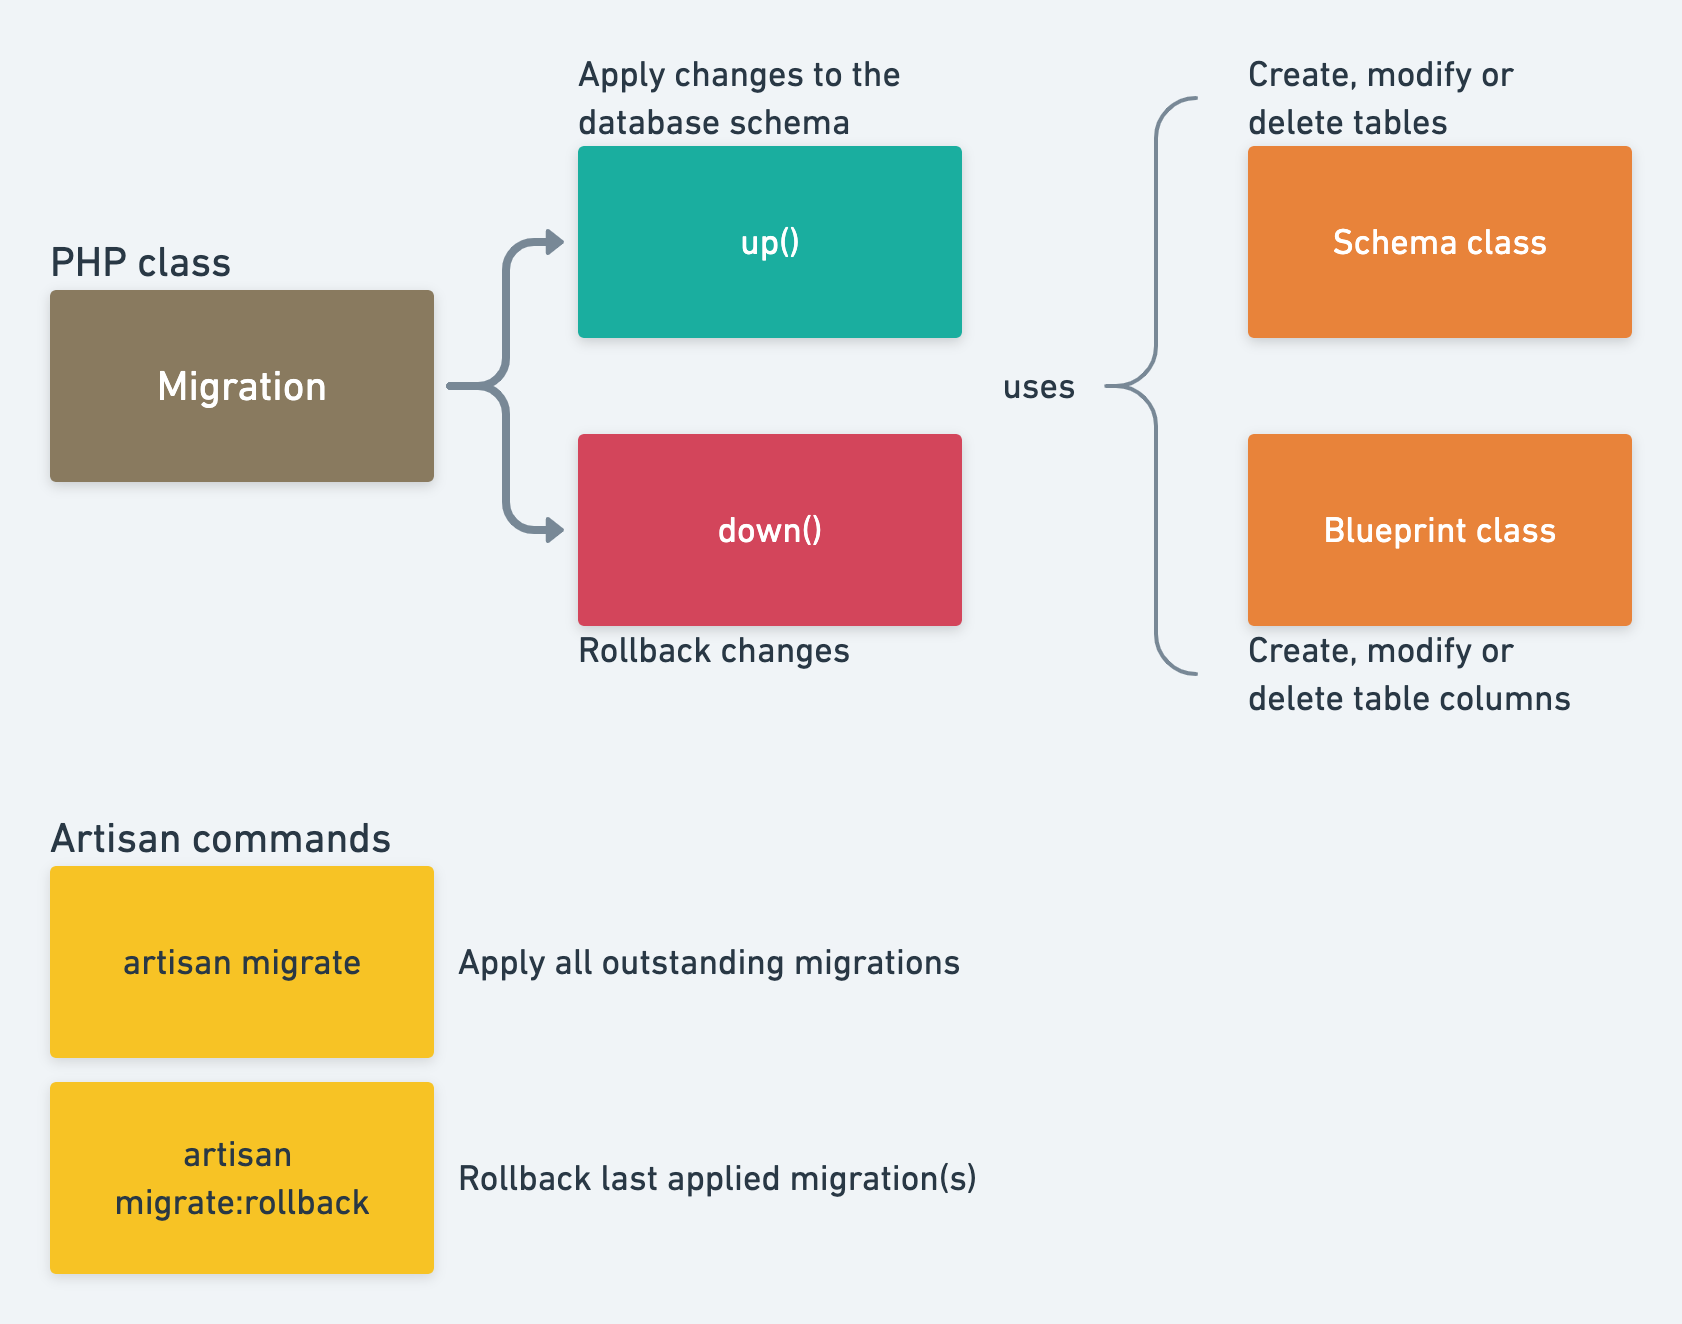 Apply changes to the
database schema
up()
PHP class
Migration
down()
Rollback changes
uses
Create, modify or
delete tables
Schema class
Blueprint class
Create, modify or
delete table columns
Artisan commands
artisan migrate
Apply all outstanding migrations
artisan
migrate:rollback
Rollback last applied migration(s)